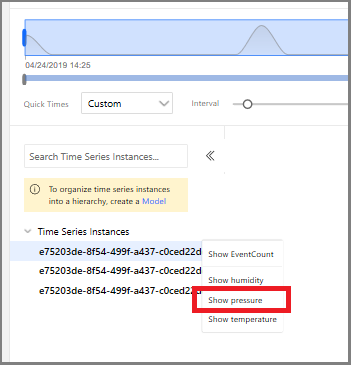 04/24/2019 14:25
Quick Times
Custom
Interval
Search Time Series Instances...
To organize time series instances
into a hierarchy, create a Model
Time Series Instances
e75203de-8f54-499f-a437-c0ced22d
e75203de-8f54-499f-a437-c0ced22d
e75203de-8f54-499f-a437-c0ced22d
Show EventCount
Show humidity
Show pressure
Show temperature